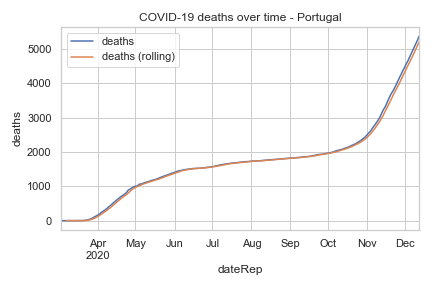 COVID-19 deaths over time - Portugal
deaths
deaths (rolling)
deaths
5000
4000
3000
2000
1000
0
Apr May Jun Jul Aug Sep Oct Nov Dec
2020
dateRep